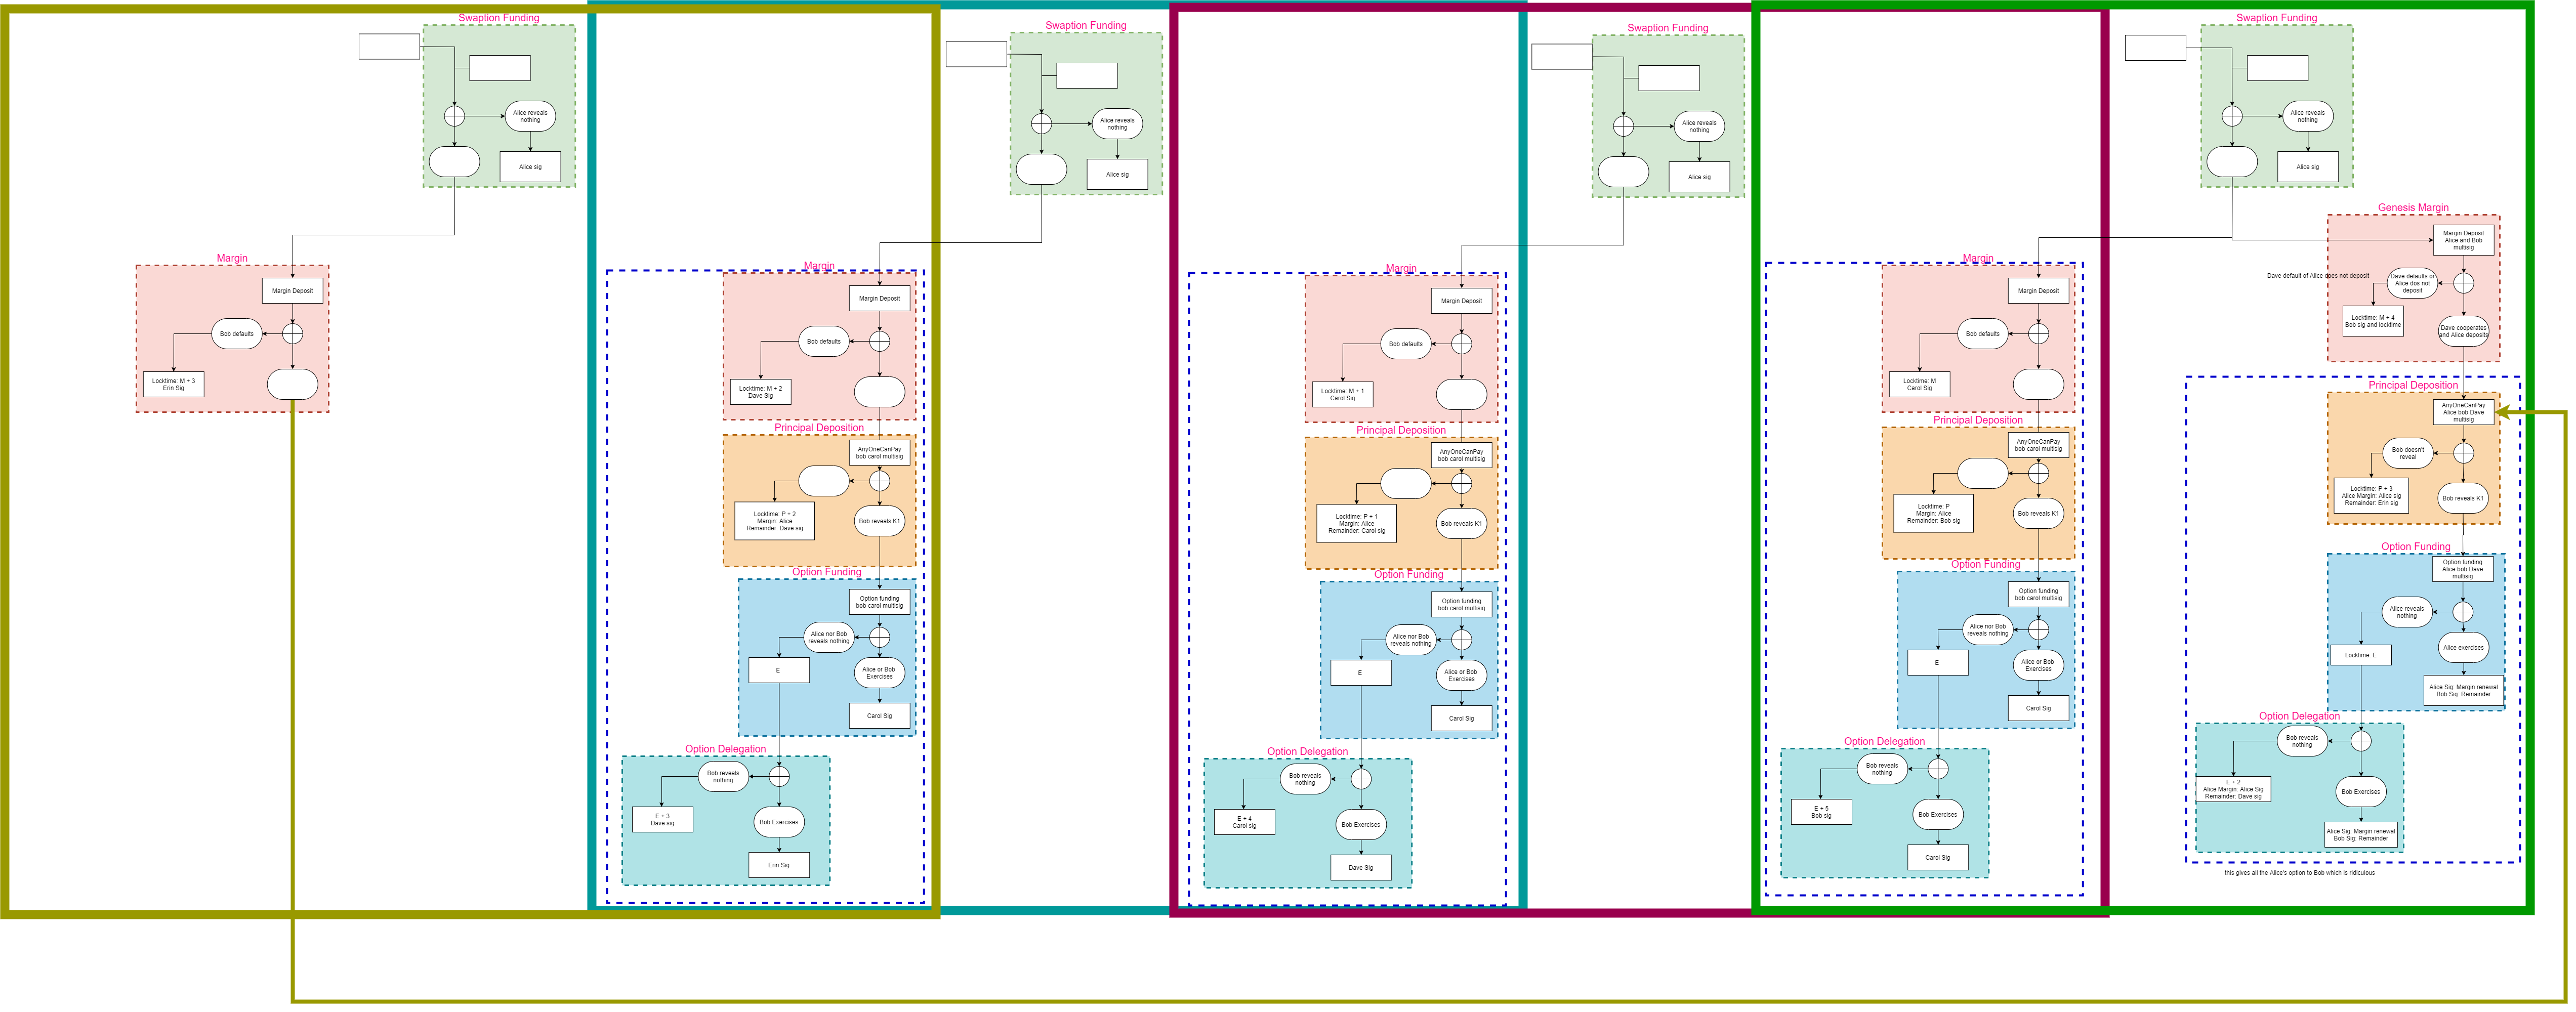 Swaption Funding
Alice reveals
nothing
Alice sig
Margin
Margin Deposit
Bob defaults
Locktime: M + 3
Erin Sig
Swaption Funding
Alice reveals
nothing
Alice sig
Margin
Margin Deposit
Bob defaults
Locktime: M + 2
Dave Sig
Principal Deposition
AnyOneCanPay
bob carol multisig
Locktime: P + 2
Margin: Alice
Remainder: Dave sig
Bob reveals K1
Option Funding
Option funding
bob carol multisig
Alice nor Bob
reveals nothing
E
Alice or Bob
Exercises
Carol Sig
Option Delegation
Bob reveals
nothing
E + 3
Dave sig
Bob Exercises
Erin Sig
Swaption Funding
Alice reveals
nothing
Alice sig
Margin
Margin Deposit
Bob defaults
Locktime: M + 1
Carol Sig
Principal Deposition
AnyOneCanPay
bob carol multisig
Locktime: P + 1
Margin: Alice
Remainder: Carol sig
Bob reveals K1
Option Funding
Option funding
bob carol multisig
Alice nor Bob
reveals nothing
E
Alice or Bob
Exercises
Carol Sig
Option Delegation
Bob reveals
nothing
E + 4
Carol sig
Bob Exercises
Dave Sig
Swaption Funding
Alice reveals
nothing
Alice sig
Margin
Margin Deposit
Bob defaults
Locktime: M
Carol Sig
Principal Deposition
AnyOneCanPay
bob carol multisig
Locktime: P
Margin: Alice
Remainder: Bob sig
Bob reveals K1
Option Funding
Option funding
bob carol multisig
Alice nor Bob
reveals nothing
E
Alice or Bob
Exercises
Carol Sig
Option Delegation
Bob reveals
nothing
E + 5
Bob sig
Bob Exercises
Carol Sig
Genesis Margin
Margin Deposit
Alice and Bob
multisig
Dave default of Alice does not deposit
Dave defaults or
Alice dos not
deposit
Locktime: M + 4
Bob sig and locktime
Dave cooperates
and Alice deposits
Principal Deposition
AnyOneCanPay
Alice bob Dave
multisig
Bob doesn't
reveal
Locktime: P + 3
Alice Margin: Alice sig
Remainder: Erin sig
Bob reveals K1
Option Funding
Option funding
Alice bob Dave
multisig
Alice reveals
nothing
Locktime: E
Alice exercises
Alice Sig: Margin renewal
Bob Sig: Remainder
Option Delegation
Bob reveals
nothing
E + 2
Alice Margin: Alice Sig
Remainder: Dave sig
Bob Exercises
Alice Sig: Margin renewal
Bob Sig: Remainder
this gives all the Alice's option to Bob which is ridiculous